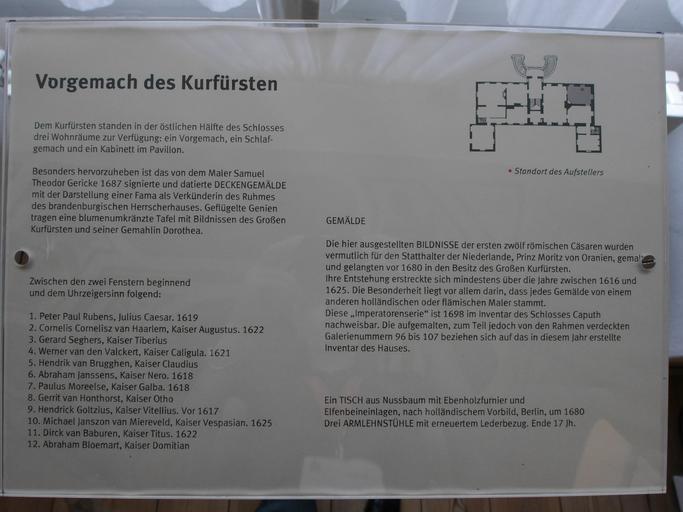 Vorgemach des Kurfürsten
Dem Kurfürsten standen in der östlichen Hälfte des Schlosses
drei Wohnräume zur Verfügung: ein Vorgemach, ein Schlaf-
gemach und ein Kabinett im Pavillon.
Besonders hervorzuheben ist das von dem Maler Samuel
Theodor Gericke 1687 signierte und datierte DECKENGEMÄLDE
mit der Darstellung einer Fama als Verkünderin des Ruhmes
des brandenburgischen Herrscherhauses. Geflügelte Genien
tragen eine blumenumkränzte Tafel mit Bildnissen des Großen
Kurfürsten und seiner Gemahlin Dorothea.
Zwischen den zwei Fenstern beginnend
und dem Uhrzeigersinn folgend:
1. Peter Paul Rubens, Julius Caesar. 1619
2. Cornelis Cornelisz van Haarlem, Kaiser Augustus. 1622
3. Gerard Seghers, Kaiser Tiberius
4. Werner van den Valckert, Kaiser Caligula. 1621
5. Hendrik van Brugghen, Kaiser Claudius
6. Abraham Janssens, Kaiser Nero. 1618
7. Paulus Moreelse, Kaiser Galba. 1618
8. Gerrit van Honthorst, Kaiser Otho
9. Hendrick Goltzius, Kaiser Vitellius. Vor 1617
10. Michael Janszon van Miereveld, Kaiser Vespasian. 1625
11. Dirck van Baburen, Kaiser Titus. 1622
12. Abraham Bloemart, Kaiser Domitian
• Standort des Aufstellers
GEMÄLDE
Die hier ausgestellten BILDNISSE der ersten zwölf römischen Cäsaren wurden
vermutlich für den Statthalter der Niederlande, Prinz Moritz von Oranien, gemalt
und gelangten vor 1680 in den Besitz des Großen Kurfürsten.
Ihre Entstehung erstreckte sich mindestens über die Jahre zwischen 1616 und
1625. Die Besonderheit liegt vor allem darin, dass jedes Gemälde von einem
anderen holländischen oder flämischen Maler stammt.
Diese „Imperatorenserie“ ist 1698 im Inventar des Schlosses Caputh
nachweisbar. Die aufgemalten, zum Teil jedoch von den Rahmen verdeckten
Galerienummern 96 bis 107 beziehen sich auf das in diesem Jahr erstellte
Inventar des Hauses.
Ein TISCH aus Nussbaum mit Ebenholzfurnier und
Elfenbeineinlagen, nach holländischem Vorbild, Berlin, um 1680
Drei ARMLEHNSTÜHLE mit erneuertem Lederbezug. Ende 17 Jh.